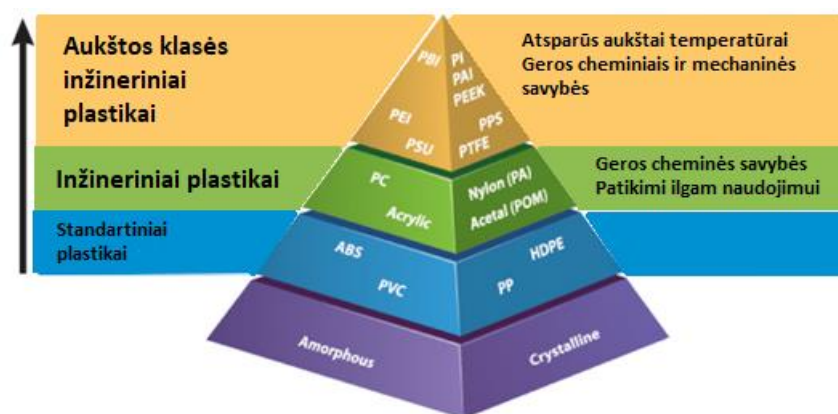 Aukštos klasės
inžineriniai
plastikai
PBI
PEI
PSU
PI
PAI
PEEK
PPS
PTFE
Atsparūs aukštai temperatūrai
Geros cheminiais ir mechaninės
savybės
Inžineriniai plastikai
PC
Acrylic
Nylon (PA)
Acetal (POM)
Geros cheminės savybės
Patikimi ilgam naudojimui
Standartiniai
plastikai
ABS
PVC
HDPE
PP
Amorphous
Crystalline